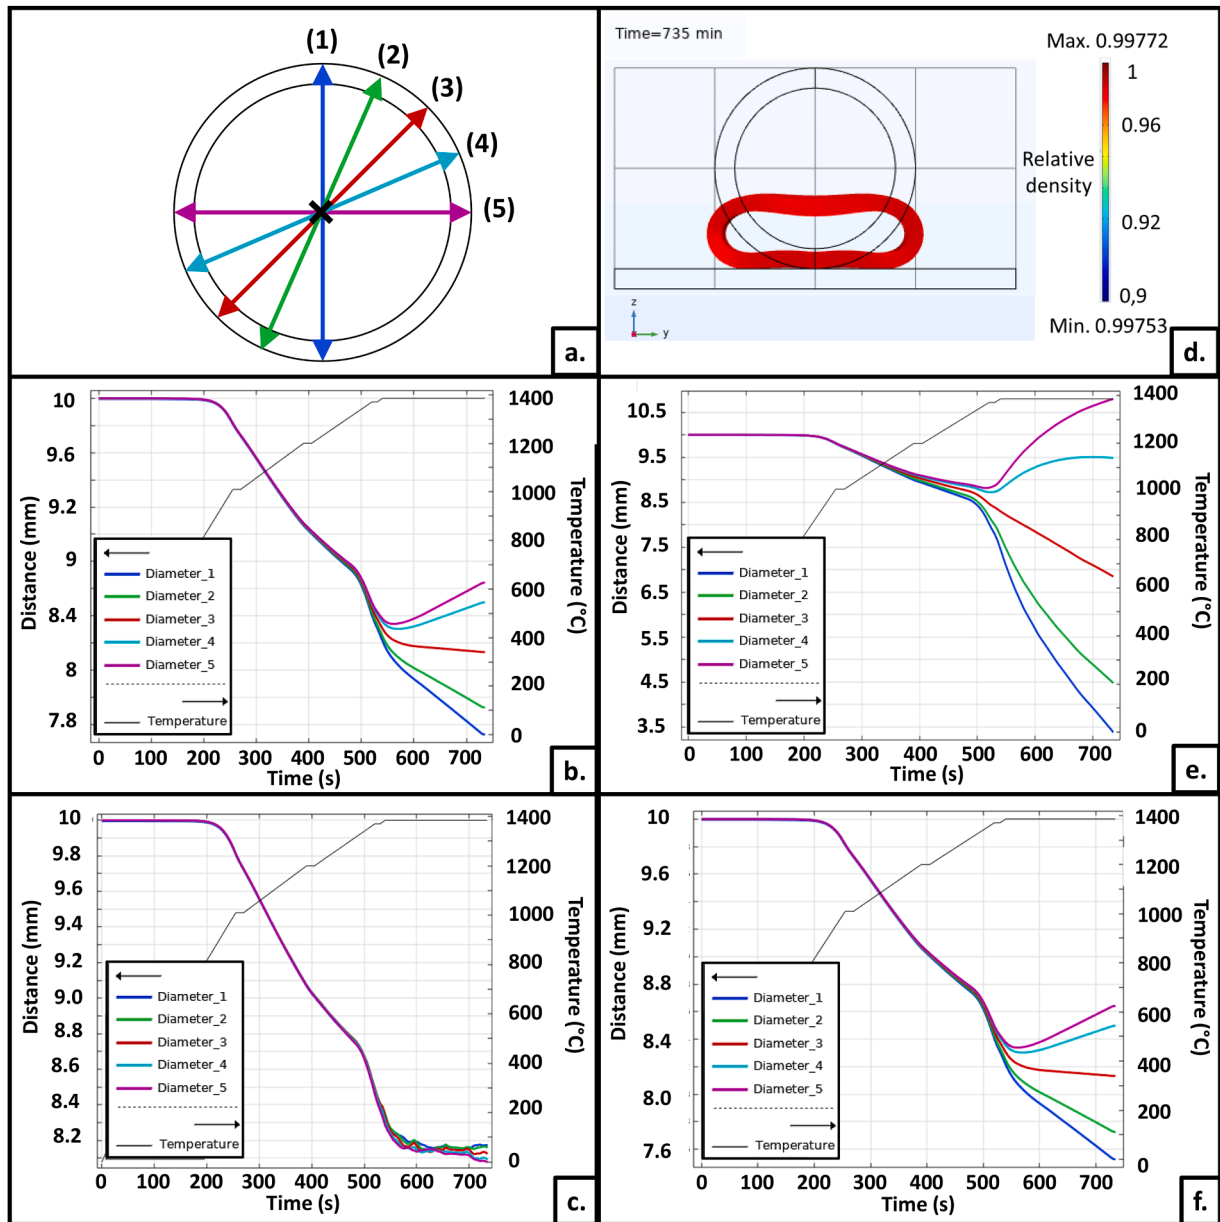 (1)
(2)
(3)
(4)
(5)
a.
Time=735 min
Max. 0.99772
1
0.96
Relative
density
0.92
0,9
Min. 0.99753
z
y
d.
10
9.6
9.2
9
8.4
8
7.8
Distance (mm)
1400
1200
1000
800
600
400
200
0
Temperature (°C)
Diameter_1
Diameter_2
Diameter_3
Diameter_4
Diameter_5
Temperature
0 100 200 300 400 500 600 700
Time (s)
b.
10.5
9.5
8.5
7.5
6.5
5.5
4.5
3.5
Distance (mm)
1400
1200
1000
800
600
400
200
0
Temperature (°C)
Diameter_1
Diameter_2
Diameter_3
Diameter_4
Diameter_5
Temperature
0 100 200 300 400 500 600 700
Time (s)
e.
10
9.8
9.6
9.4
9.2
9.0
8.8
8.6
8.4
8.2
Distance (mm)
1400
1200
1000
800
600
400
200
0
Temperature (°C)
Diameter_1
Diameter_2
Diameter_3
Diameter_4
Diameter_5
Temperature
0 100 200 300 400 500 600 700
Time (s)
c.
10
9.6
9.2
8.8
8.4
8.0
7.6
Distance (mm)
1400
1200
1000
800
600
400
200
0
Temperature (°C)
Diameter_1
Diameter_2
Diameter_3
Diameter_4
Diameter_5
Temperature
0 100 200 300 400 500 600 700
Time (s)
f.